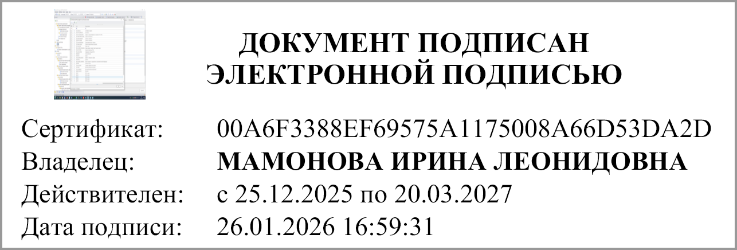 ДОКУМЕНТ ПОДПИСАН
ЭЛЕКТРОННОЙ ПОДПИСЬЮ
Сертификат: 00A6F3388EF69575A1175008A66D53DA2D
Владелец: МАМОНОВА ИРИНА ЛЕОНИДОВНА
Действителен: с 25.12.2025 по 20.03.2027
Дата подписи: 26.01.2026 16:59:31